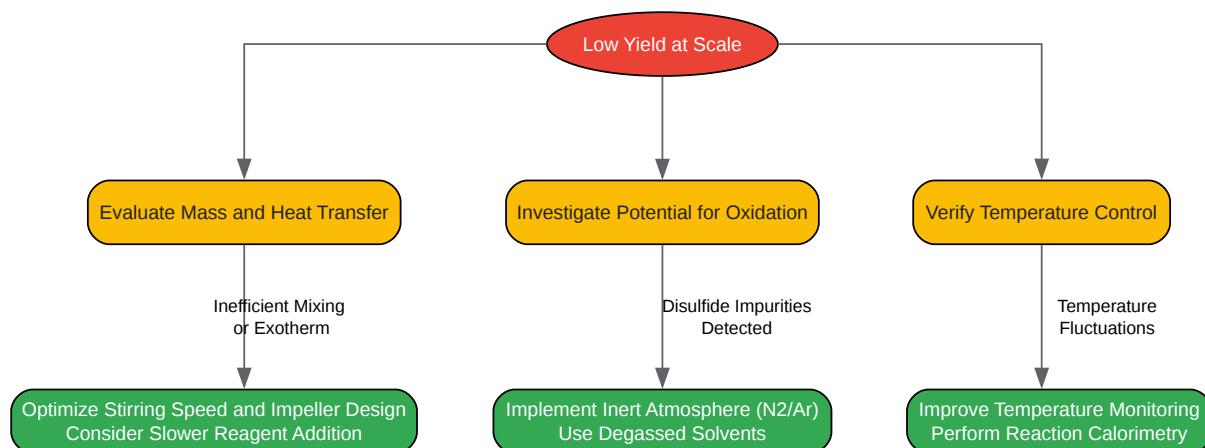 Low Yield at Scale
Evaluate Mass and Heat Transfer
Investigate Potential for Oxidation
Verify Temperature Control
Inefficient Mixing
or Exotherm
Disulfide Impurities
Detected
Temperature
Fluctuations
Optimize Stirring Speed and Impeller Design
Consider Slower Reagent Addition
Implement Inert Atmosphere (N2/Ar)
Use Degassed Solvents
Improve Temperature Monitoring
Perform Reaction Calorimetry